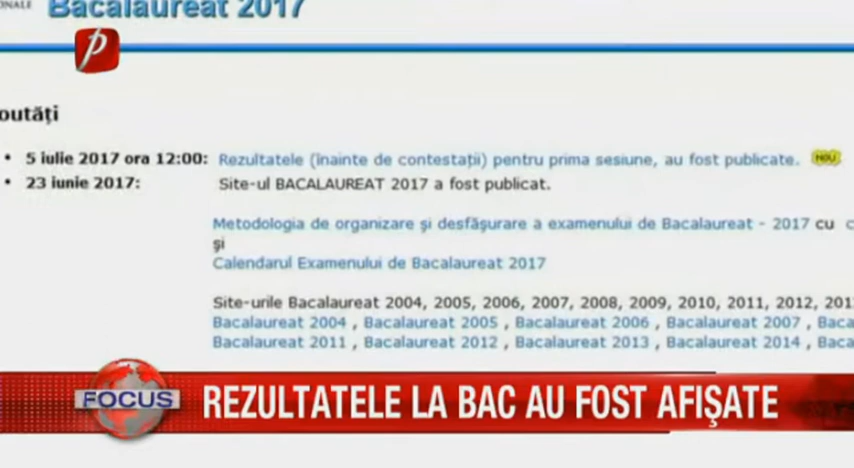 Bacalaureat 2017
p
outăți
• 5 iulie 2017 ora 12:00: Rezultatele (înainte de contestații) pentru prima sesiune, au fost publicate. NOU
• 23 iunie 2017: Site-ul BACALAUREAT 2017 a fost publicat.
Metodologia de organizare și desfășurare a examenului de Bacalaureat - 2017 cu c
și
Calendarul Examenului de Bacalaureat 2017
Site-urile Bacalaureat 2004, 2005, 2006, 2007, 2008, 2009, 2010, 2011, 2012, 201
Bacalaureat 2004 , Bacalaureat 2005 , Bacalaureat 2006 , Bacalaureat 2007 , Baca
Bacalaureat 2011 , Bacalaureat 2012 , Bacalaureat 2013 , Bacalaureat 2014 , Baca
FOCUS REZULTATELE LA BAC AU FOST AFIŞATE